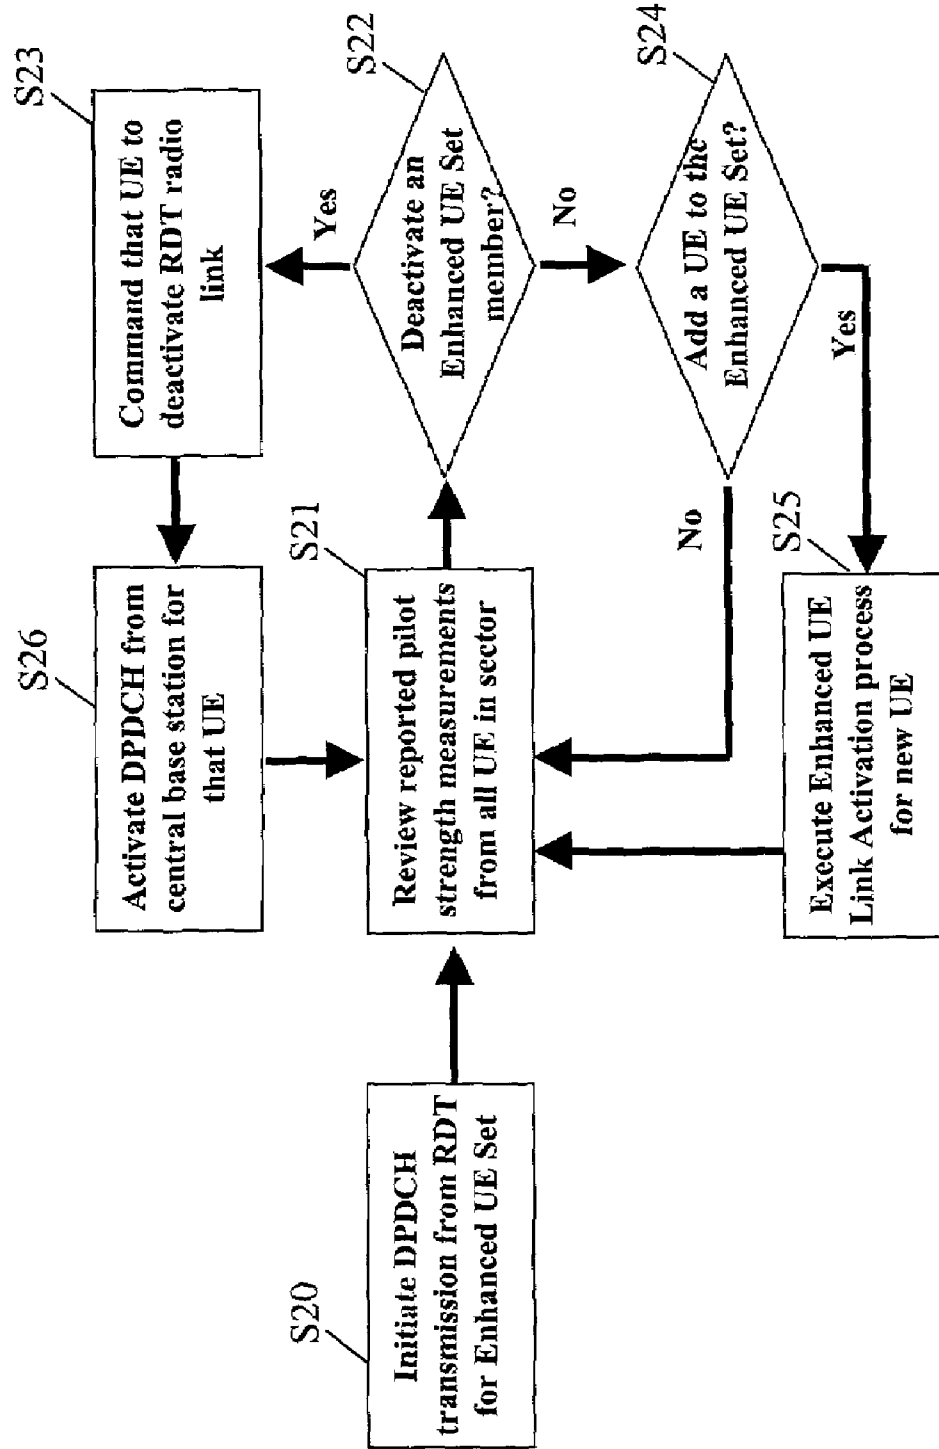 S20
Initiate DPDCH
transmission from RDT
for Enhanced UE Set
S21
Review reported pilot
strength measurements
from all UE in sector
S22
Deactivate an
Enhanced UE Set
member?
Yes
No
S23
Command that UE to
deactivate RDT radio
link
S26
Activate DPDCH from
central base station for
that UE
S24
Add a UE to the
Enhanced UE Set?
No
Yes
S25
Execute Enhanced UE
Link Activation process
for new UE